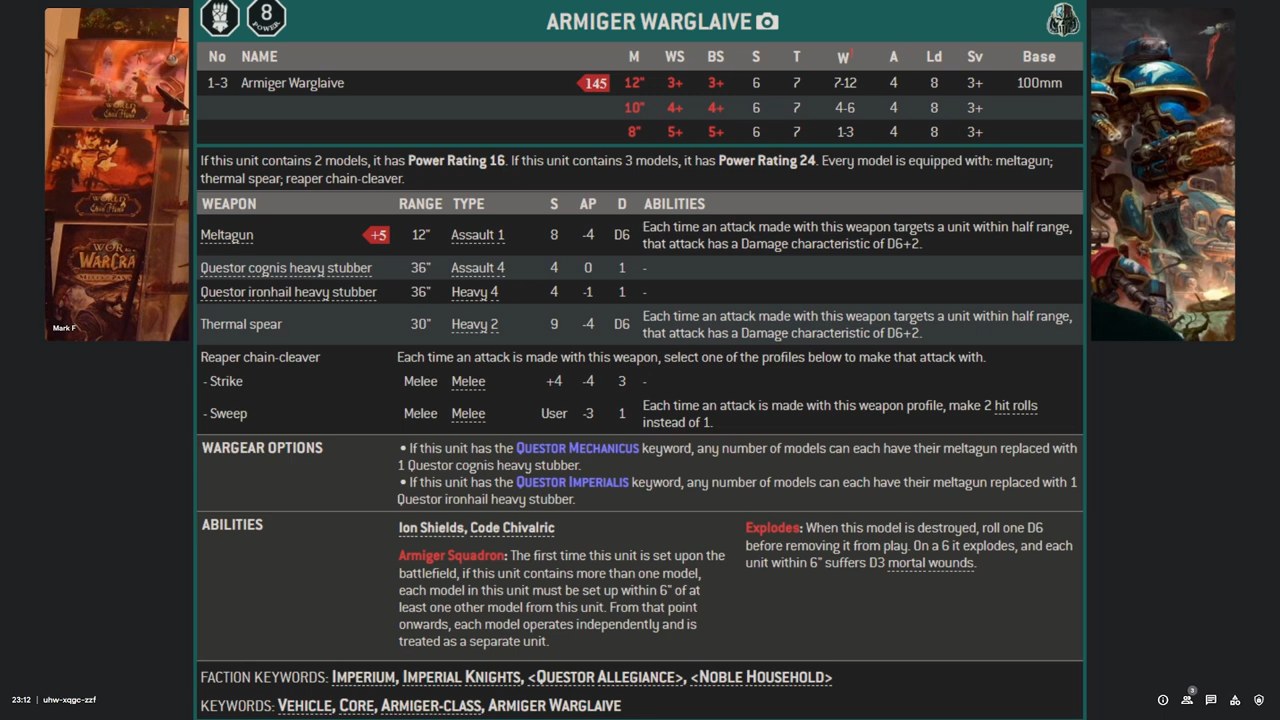 8
POWER
ARMIGER WARGLAIVE
No NAME M WS BS S T W A Ld Sv Base
1-3 Armiger Warglaive 145 12" 3+ 3+ 6 7 7-12 4 8 3+ 100mm
10" 4+ 4+ 6 7 4-6 4 8 3+
8" 5+ 5+ 6 7 1-3 4 8 3+
If this unit contains 2 models, it has Power Rating 16. If this unit contains 3 models, it has Power Rating 24. Every model is equipped with: meltagun;
thermal spear; reaper chain-cleaver.
WEAPON RANGE TYPE S AP D ABILITIES
Meltagun +5 12" Assault 1 8 -4 D6 Each time an attack made with this weapon targets a unit within half range,
that attack has a Damage characteristic of D6+2.
Questor cognis heavy stubber 36" Assault 4 4 0 1 -
Questor ironhail heavy stubber 36" Heavy 4 4 -1 1 -
Thermal spear 30" Heavy 2 9 -4 D6 Each time an attack made with this weapon targets a unit within half range,
that attack has a Damage characteristic of D6+2.
Reaper chain-cleaver Each time an attack is made with this weapon, select one of the profiles below to make that attack with.
- Strike Melee Melee +4 -4 3 -
- Sweep Melee Melee User -3 1 Each time an attack is made with this weapon profile, make 2 hit rolls
instead of 1.
WARGEAR OPTIONS
• If this unit has the QUESTOR MECHANICUS keyword, any number of models can each have their meltagun replaced with
1 Questor cognis heavy stubber.
• If this unit has the QUESTOR IMPERIALIS keyword, any number of models can each have their meltagun replaced with 1
Questor ironhail heavy stubber.
ABILITIES
Ion Shields, Code Chivalric
Armiger Squadron: The first time this unit is set upon the
battlefield, if this unit contains more than one model,
each model in this unit must be set up within 6" of at
least one other model from this unit. From that point
onwards, each model operates independently and is
treated as a separate unit.
Explodes: When this model is destroyed, roll one D6
before removing it from play. On a 6 it explodes, and each
unit within 6" suffers D3 mortal wounds.
FACTION KEYWORDS: IMPERIUM, IMPERIAL KNIGHTS, <QUESTOR ALLEGIANCE>, <NOBLE HOUSEHOLD>
KEYWORDS: VEHICLE, CORE, ARMIGER-CLASS, ARMIGER WARGLAIVE
WORLD
WORLD
WARCRA
Mark F
23:12 | uhw-xqgc-zzf
3